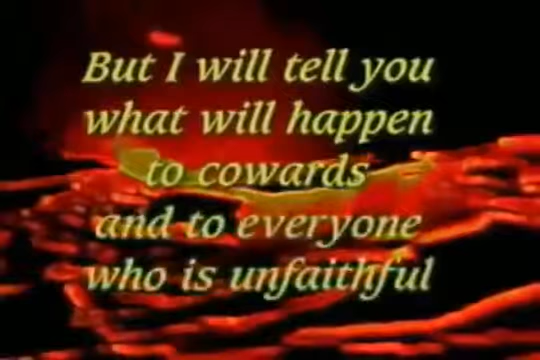 But I will tell you
what will happen
to cowards
and to everyone
who is unfaithful